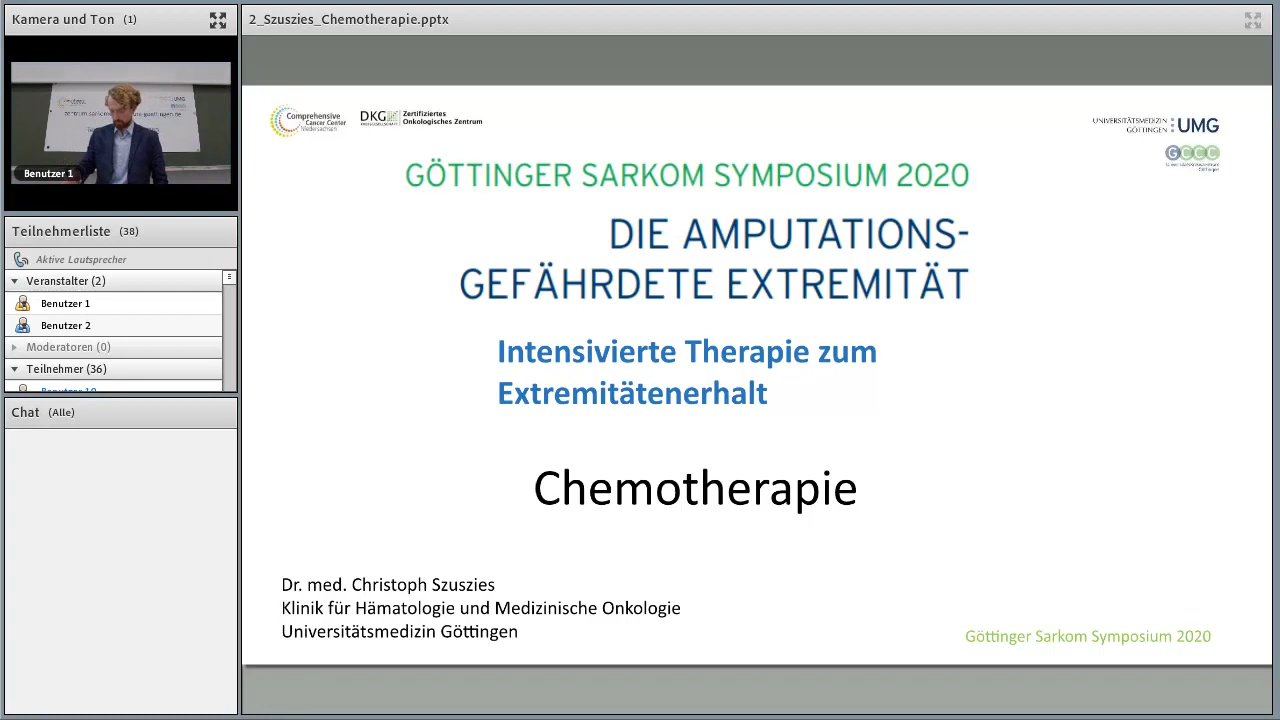 Kamera und Ton (1)
2_Szuszies_Chemotherapie.pptx
Benutzer 1
Teilnehmerliste (38)
Aktive Lautsprecher
Veranstalter (2)
Benutzer 1
Benutzer 2
Moderatoren (0)
Teilnehmer (36)
Chat (Alle)
Comprehensive
Cancer Center
Niedersachsen
DKG
Zertifiziertes
Onkologisches Zentrum
UNIVERSITÄTSMEDIZIN
GÖTTINGEN
UMG
GCCC
GÖTTINGER SARKOM SYMPOSIUM 2020
DIE AMPUTATIONS-
GEFÄHRDETE EXTREMITÄT
Intensivierte Therapie zum
Extremitätenerhalt
Chemotherapie
Dr. med. Christoph Szuszies
Klinik für Hämatologie und Medizinische Onkologie
Universitätsmedizin Göttingen
Göttinger Sarkom Symposium 2020